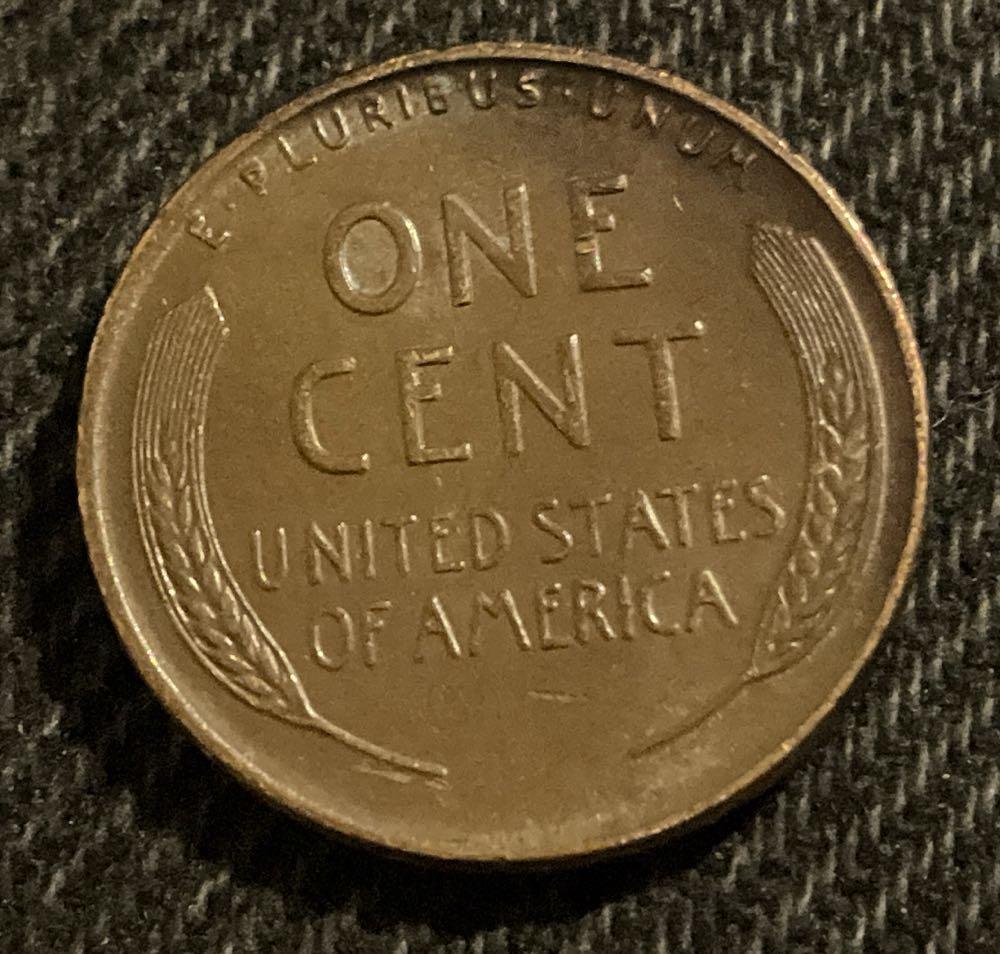 E·PLURIBUS·UNUM
ONE
CENT
UNITED STATES
OF AMERICA